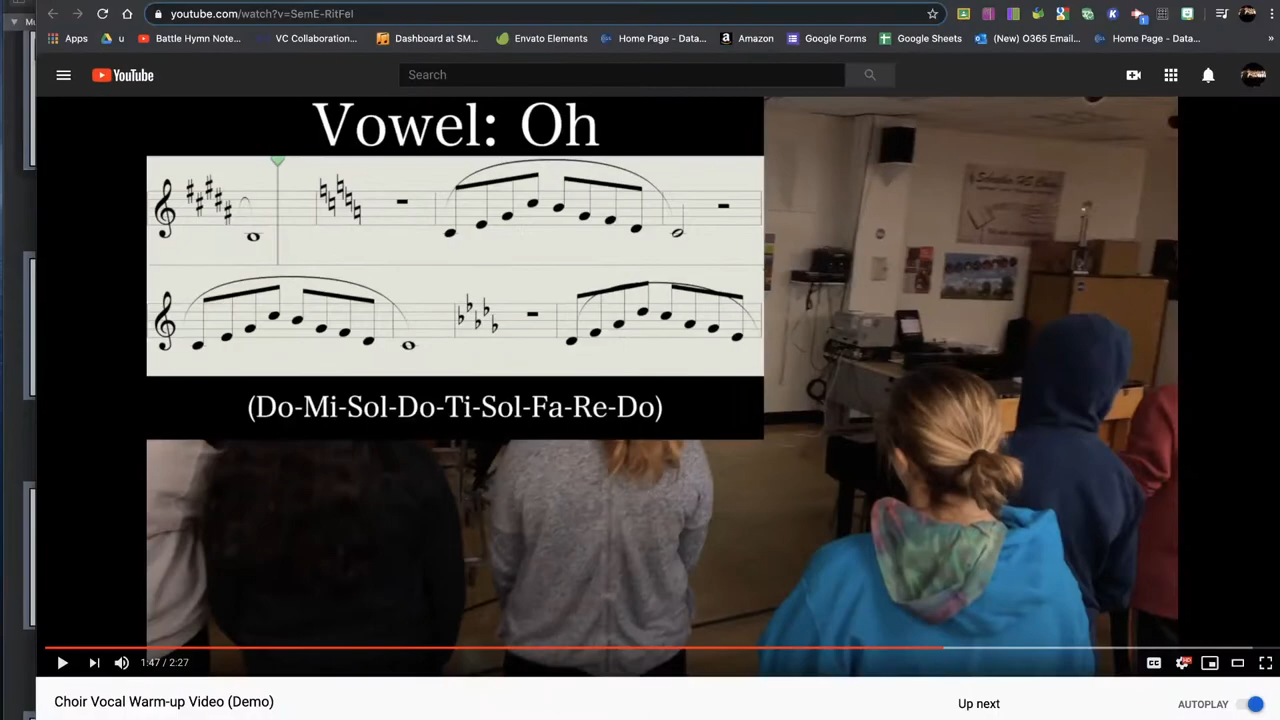 youtube.com/watch?v=SemE-RitFeI
Apps u Battle Hymn Note... VC Collaboration... Dashboard at SM... Envato Elements Home Page - Data... Amazon Google Forms Google Sheets (New) O365 Email... Home Page - Data... »
YouTube Search
Vowel: Oh
(Do-Mi-Sol-Do-Ti-Sol-Fa-Re-Do)
1:47 / 2:27
CC
Choir Vocal Warm-up Video (Demo)
Up next AUTOPLAY